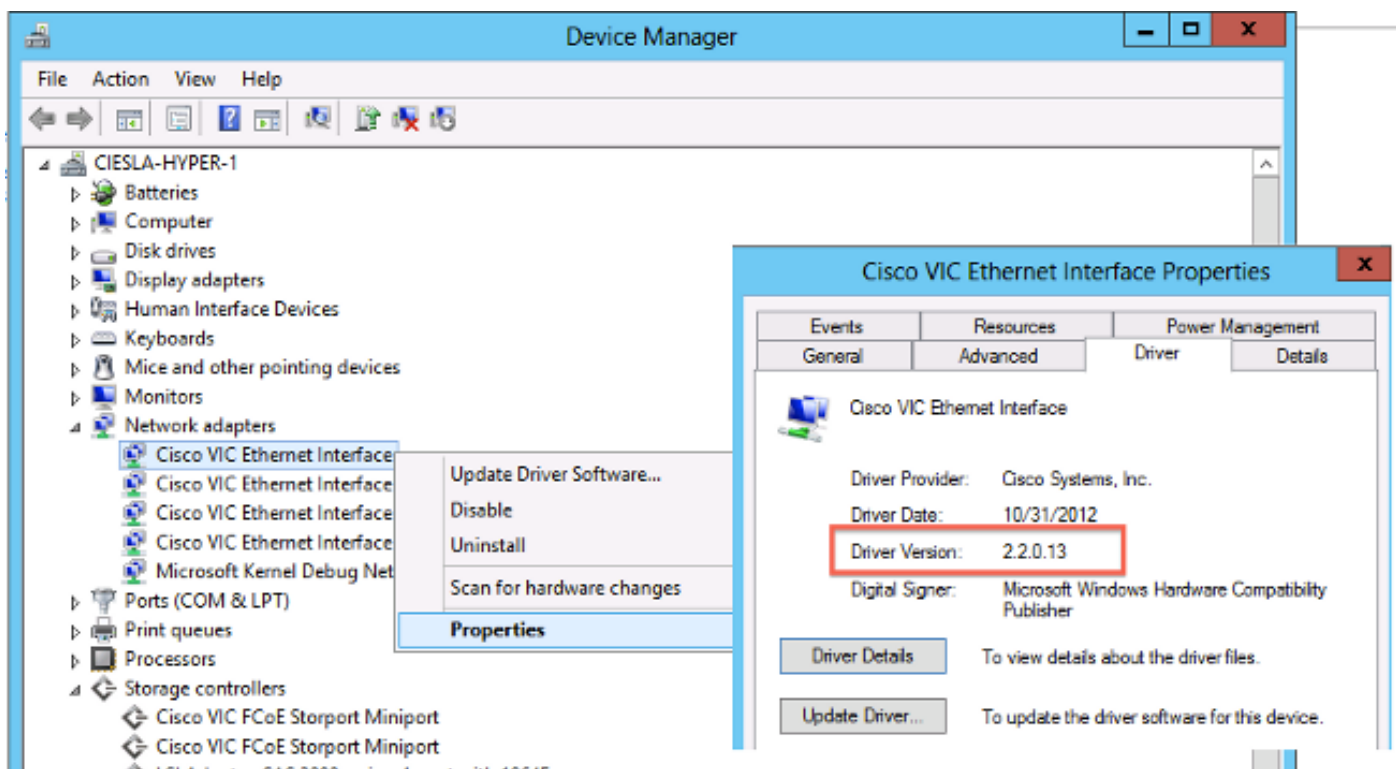 Device Manager
File Action View Help
CIESLA-HYPER-1
Batteries
Computer
Disk drives
Display adapters
Human Interface Devices
Keyboards
Mice and other pointing devices
Monitors
Network adapters
Cisco VIC Ethernet Interface
Cisco VIC Ethernet Interface
Cisco VIC Ethernet Interface
Cisco VIC Ethernet Interface
Microsoft Kernel Debug Net
Ports (COM & LPT)
Print queues
Processors
Storage controllers
Cisco VIC FCoE Storport Miniport
Cisco VIC FCoE Storport Miniport
Update Driver Software...
Disable
Uninstall
Scan for hardware changes
Properties
Cisco VIC Ethernet Interface Properties
Events Resources Power Management
General Advanced Driver Details
Cisco VIC Ethernet Interface
Driver Provider: Cisco Systems, Inc.
Driver Date: 10/31/2012
Driver Version: 2.2.0.13
Digital Signer: Microsoft Windows Hardware Compatibility
Publisher
Driver Details To view details about the driver files.
Update Driver... To update the driver software for this device.